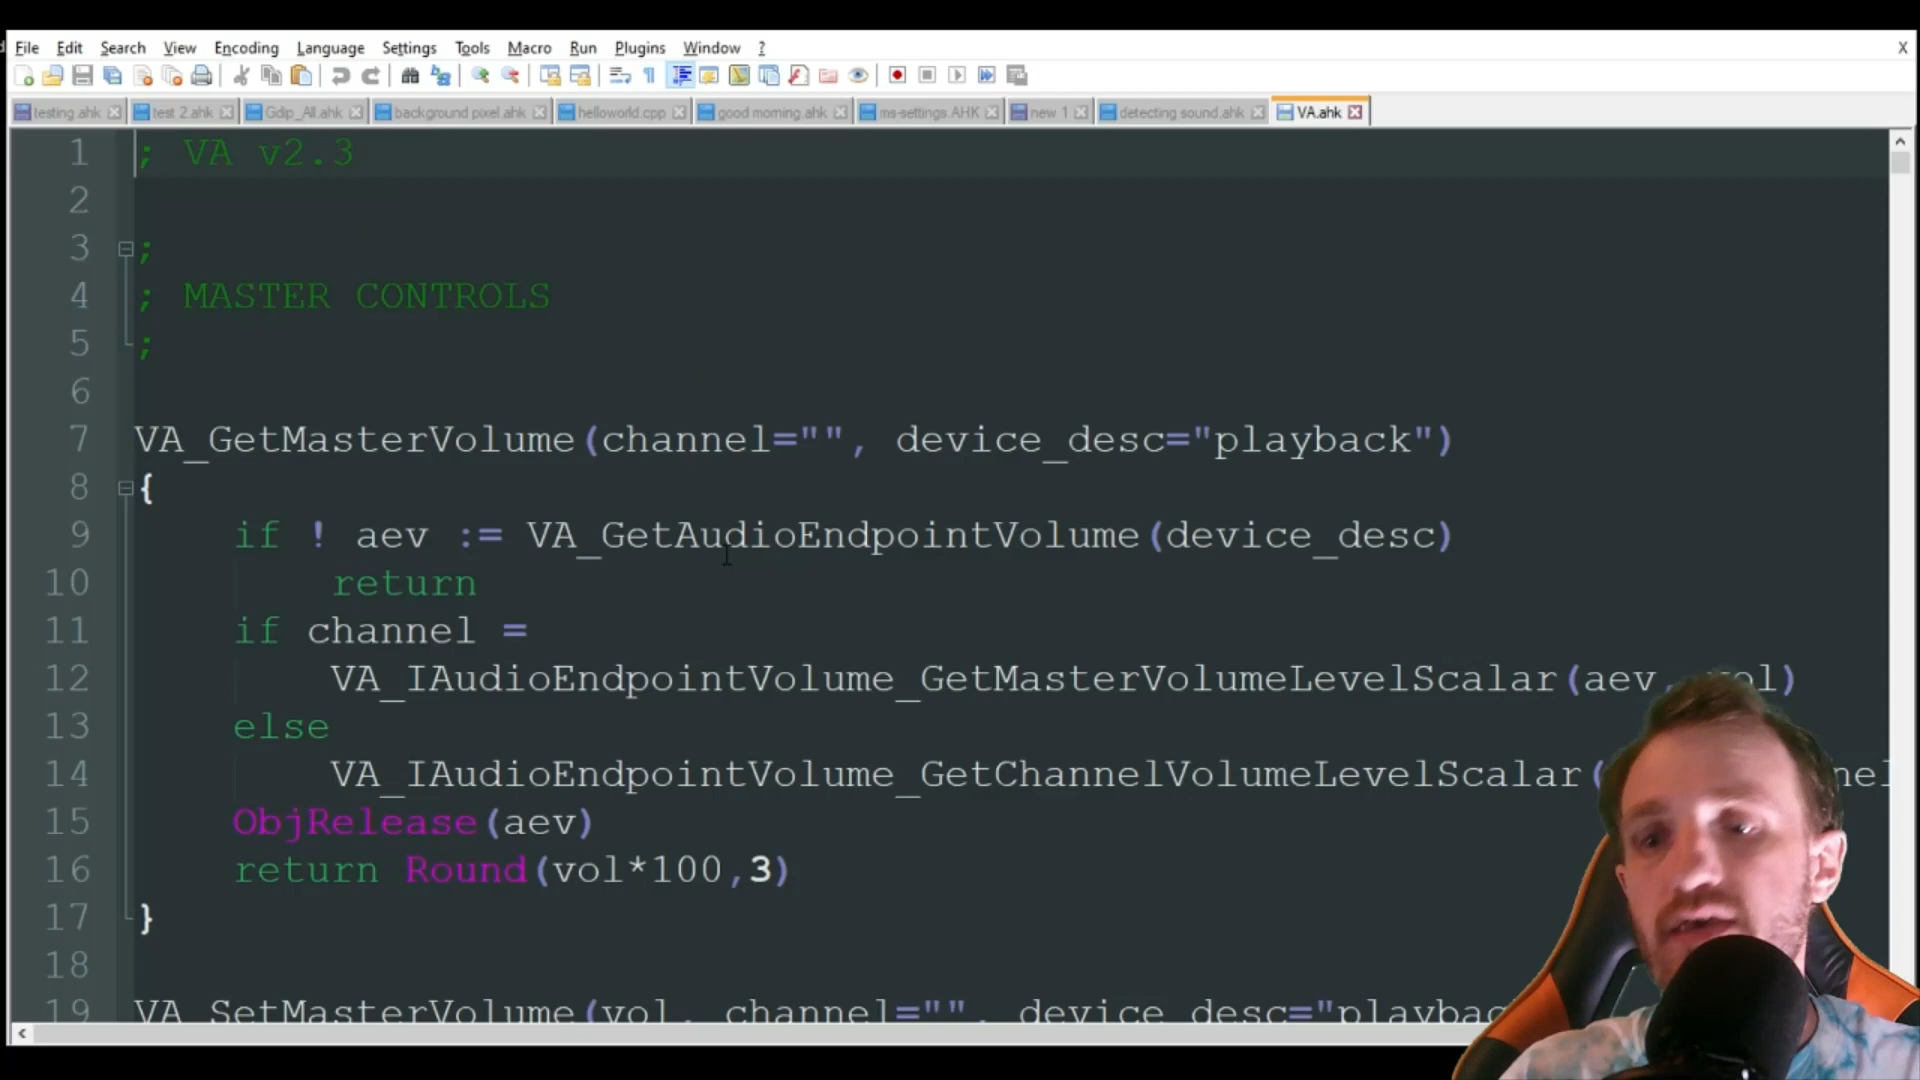 File Edit Search View Encoding Language Settings Tools Macro Run Plugins Window ? X
testing.ahk test 2.ahk Gdip_All.ahk background pixel.ahk helloworld.cpp good morning.ahk ms-settings.AHK new 1 detecting sound.ahk VA.ahk
1 ; VA v2.3
2
3 ;
4 ; MASTER CONTROLS
5 ;
6
7 VA_GetMasterVolume(channel="", device_desc="playback")
8 {
9 if ! aev := VA_GetAudioEndpointVolume(device_desc)
10 return
11 if channel =
12 VA_IAudioEndpointVolume_GetMasterVolumeLevelScalar(aev, vol)
13 else
14 VA_IAudioEndpointVolume_GetChannelVolumeLevelScalar(
15 ObjRelease(aev)
16 return Round(vol*100,3)
17 }
18
19 VA_SetMasterVolume(vol, channel="", device_desc="playbac